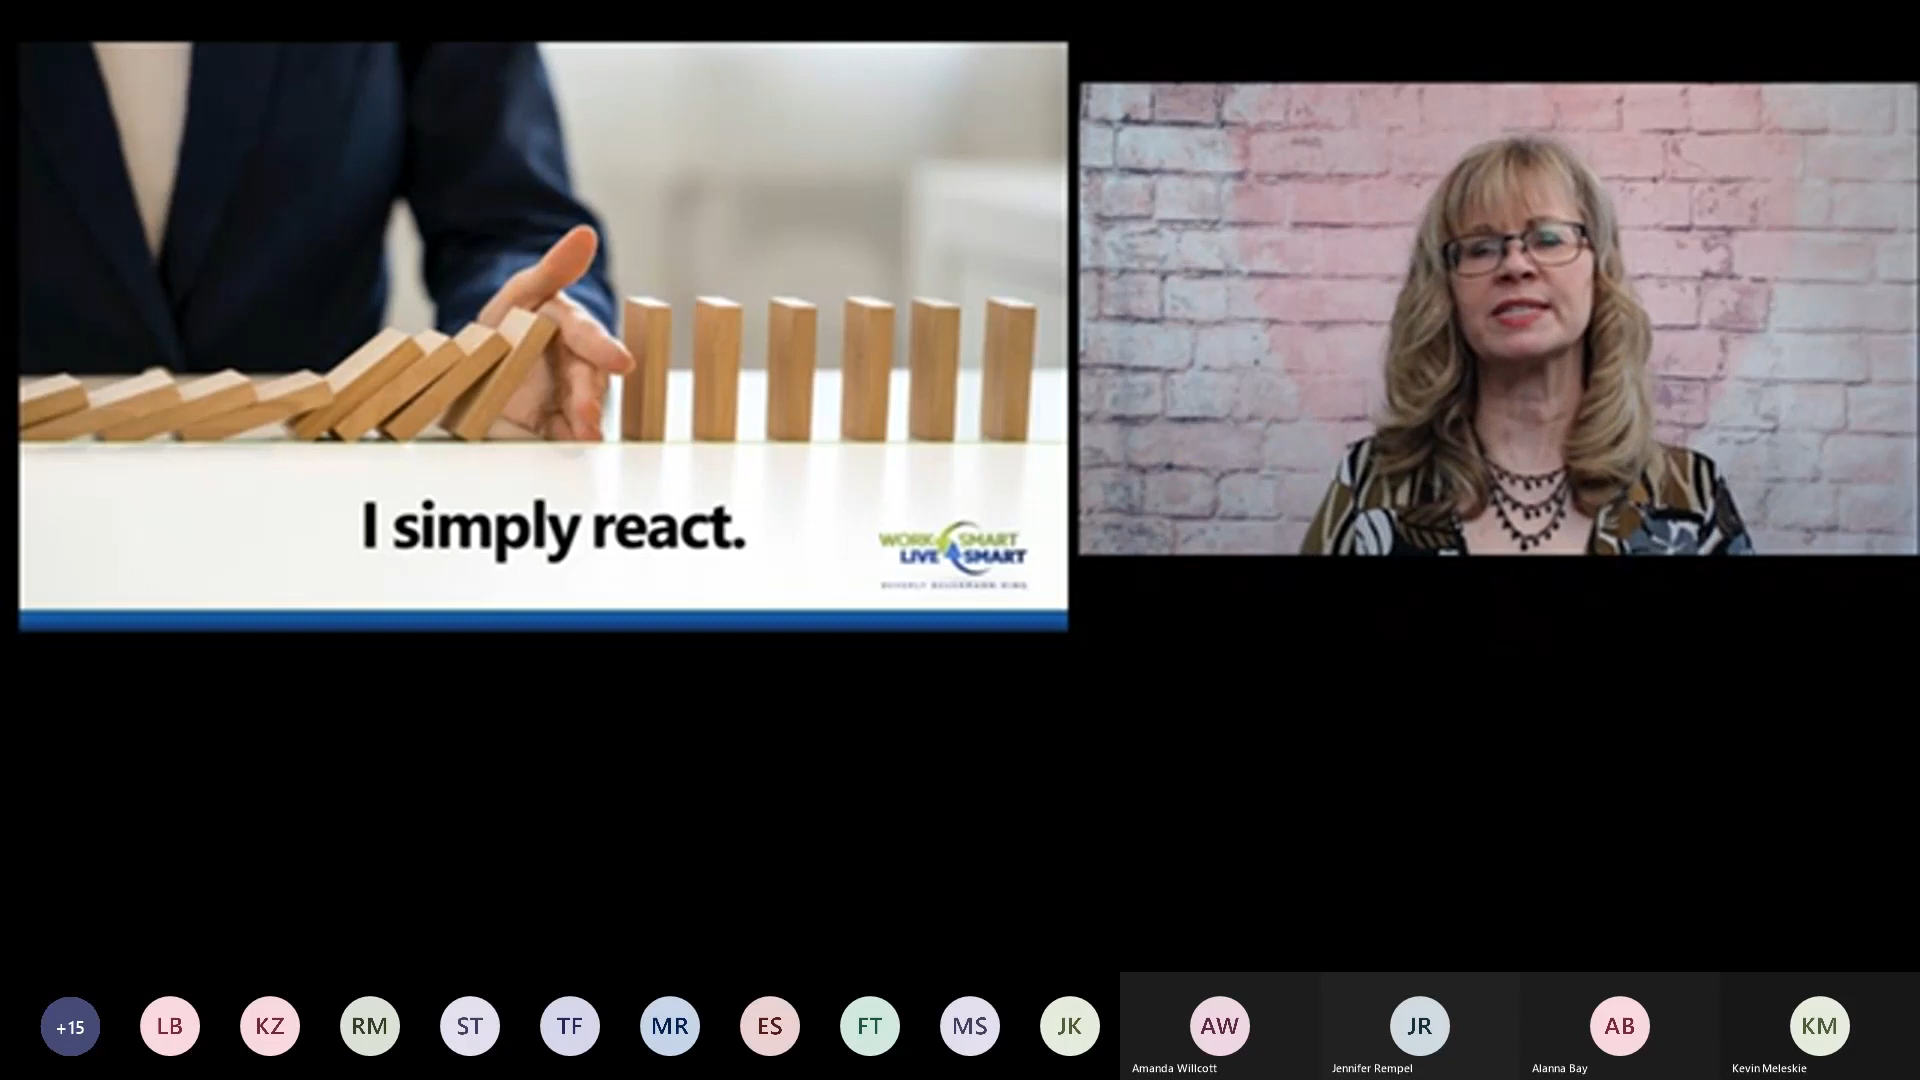 I simply react.
WORK SMART
LIVE 4 SMART
+15
LB
KZ
RM
ST
TF
MR
ES
FT
MS
JK
AW
JR
AB
KM
Amanda Willcott
Jennifer Rempel
Alanna Bay
Kevin Meleskie